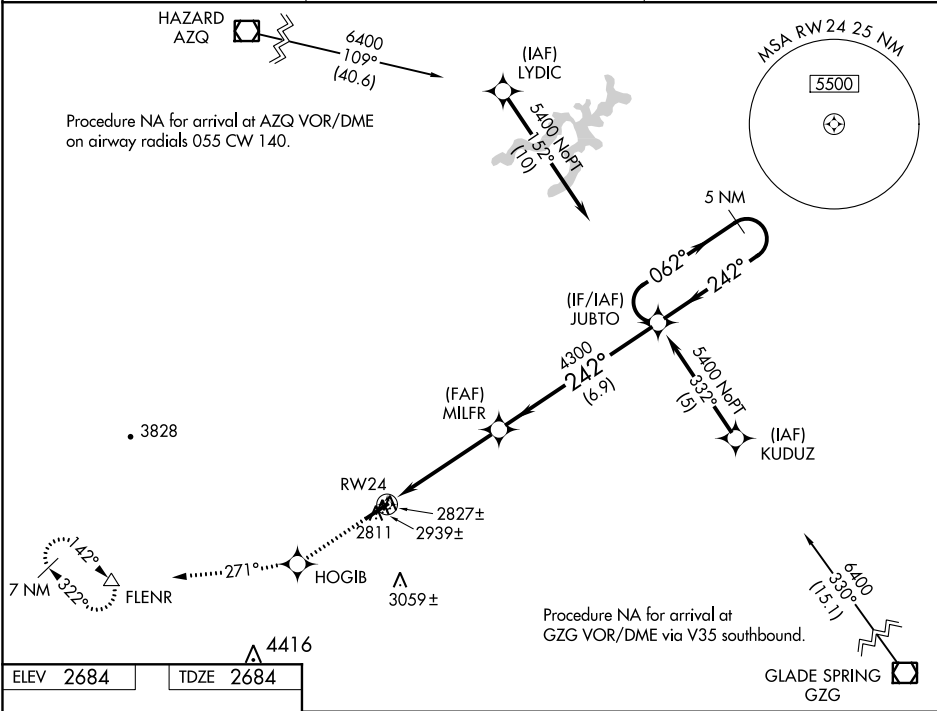 HAZARD
AZQ
6400
109°
(40.6)
(IAF)
LYDIC
MSA RW24 25 NM
5500
Procedure NA for arrival at AZQ VOR/DME
on airway radials 055 CW 140.
5400 NoPT
152°
(10)
5 NM
062°
242°
(IF/IAF)
JUBTO
4300
242°
(6.9)
5400 NoPT
332°
(5)
(FAF)
MILFR
(IAF)
KUDUZ
3828
RW24
2827±
2811
2939±
142°
7 NM
322°
FLENR
271°
HOGIB
3059±
6400
330°
(15.1)
Procedure NA for arrival at
GZG VOR/DME via V35 southbound.
4416
GLADE SPRING
GZG
ELEV 2684
TDZE 2684